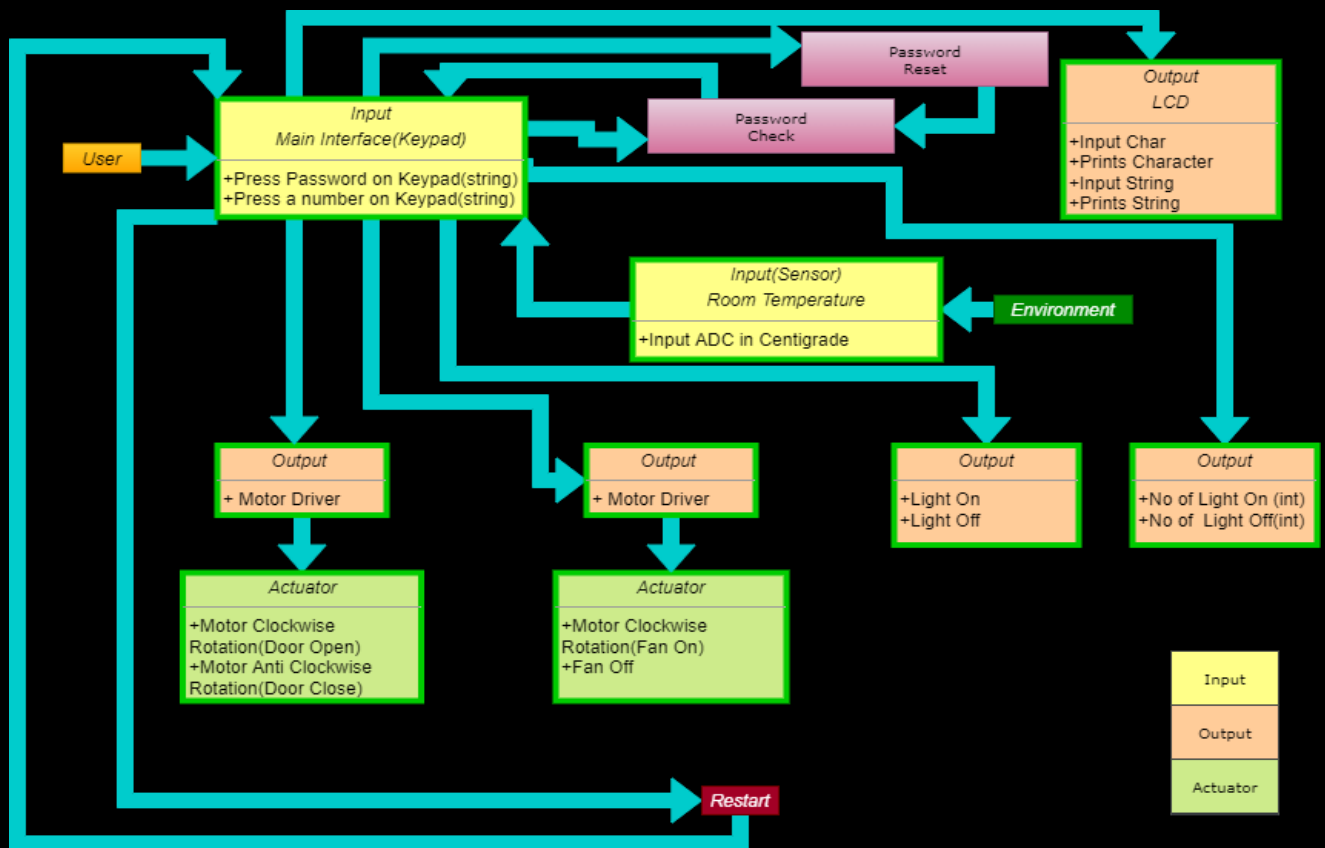 Password
Reset
Output
LCD
+Input Char
+Prints Character
+Input String
+Prints String
Password
Check
Input
Main Interface(Keypad)
+Press Password on Keypad(string)
+Press a number on Keypad(string)
User
Input(Sensor)
Room Temperature
+Input ADC in Centigrade
Environment
Output
+ Motor Driver
Output
+ Motor Driver
Output
+Light On
+Light Off
Output
+No of Light On (int)
+No of  Light Off(int)
Actuator
+Motor Clockwise
Rotation(Door Open)
+Motor Anti Clockwise
Rotation(Door Close)
Actuator
+Motor Clockwise
Rotation(Fan On)
+Fan Off
Input
Output
Actuator
Restart